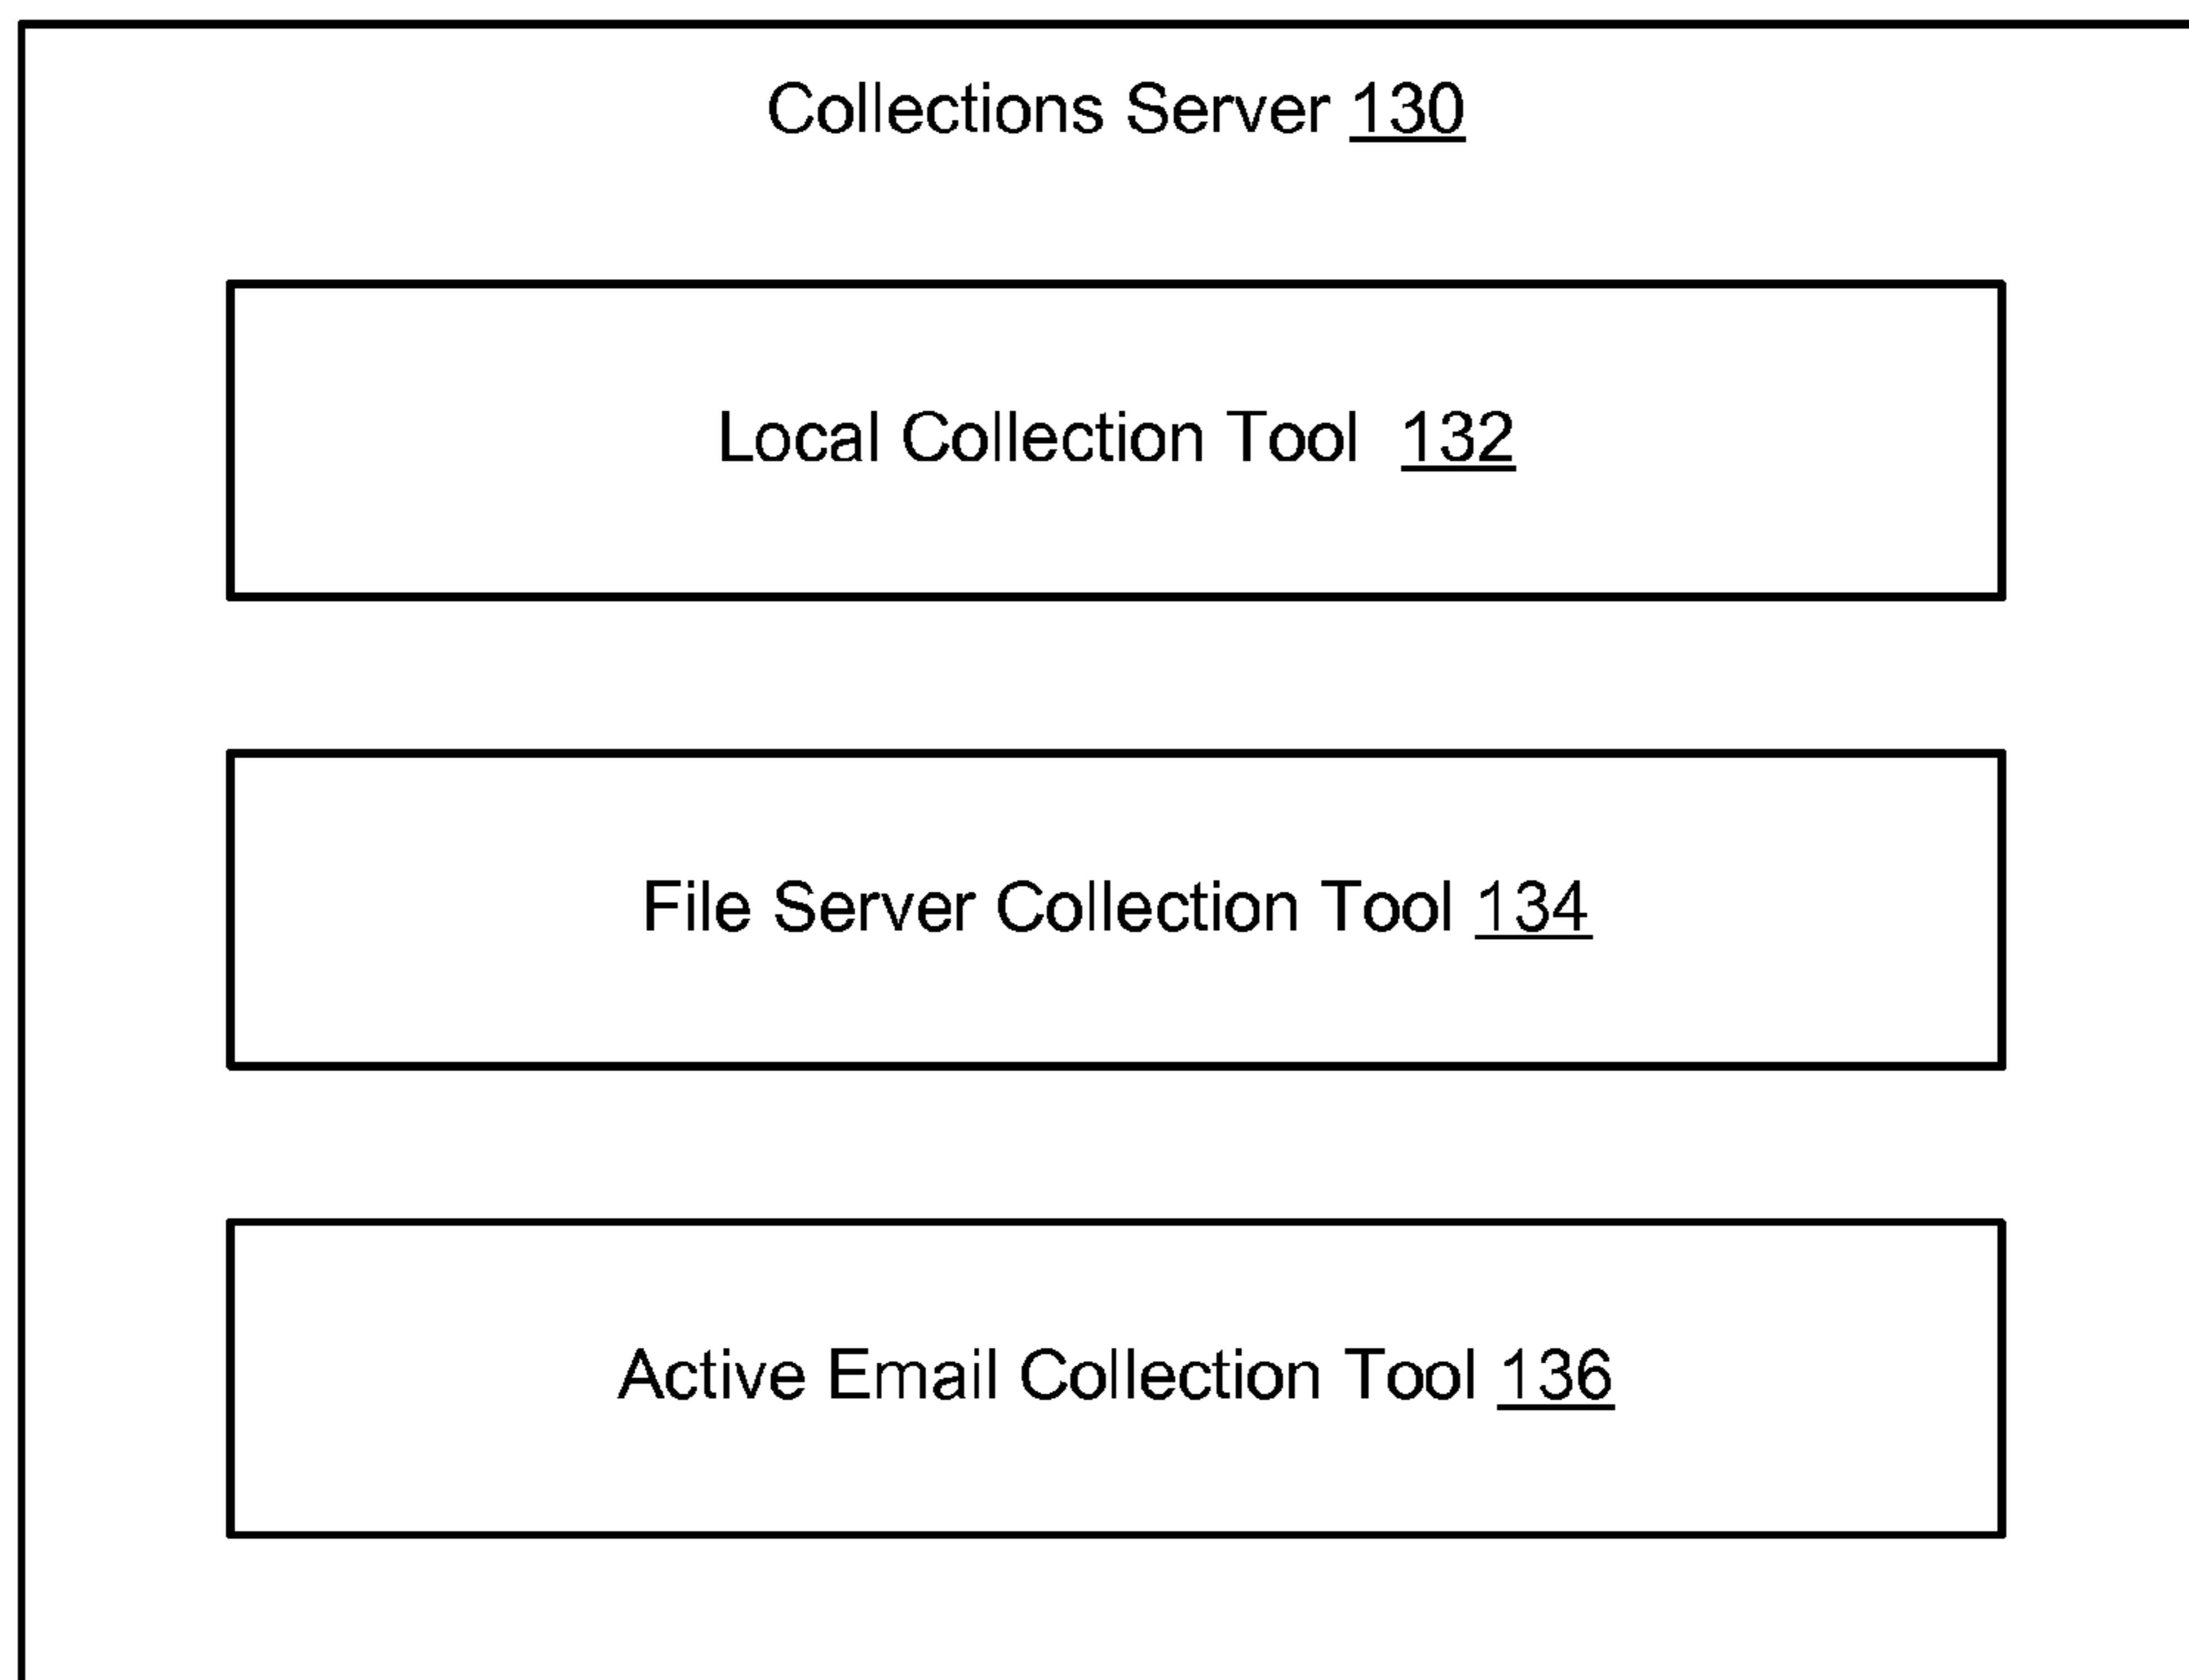 Collections Server 130
Local Collection Tool 132
File Server Collection Tool 134
Active Email Collection Tool 136